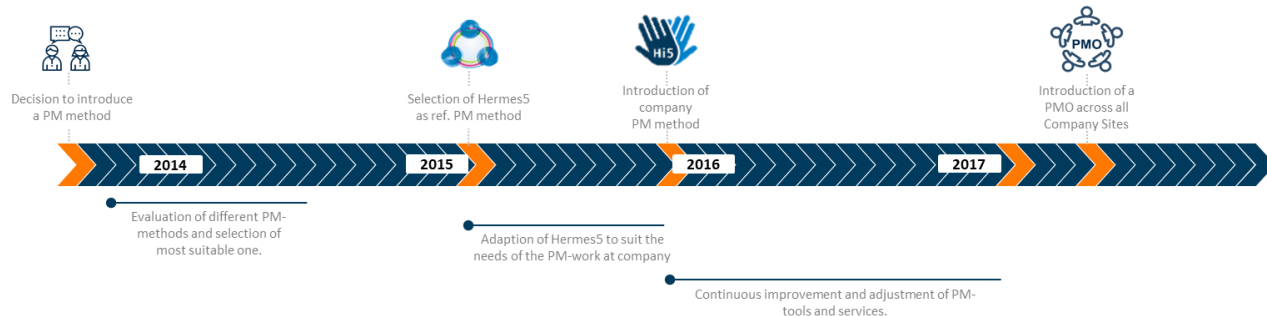 Hi5
PMO
Decision to introduce
a PM method
Selection of Hermes5
as ref. PM method
Introduction of
company
PM method
Introduction of a
PMO across all
Company Sites
2014
2015
2016
2017
Evaluation of different PM-
methods and selection of
most suitable one.
Adaption of Hermes5 to suit the
needs of the PM-work at company
Continuous improvement and adjustment of PM-
tools and services.